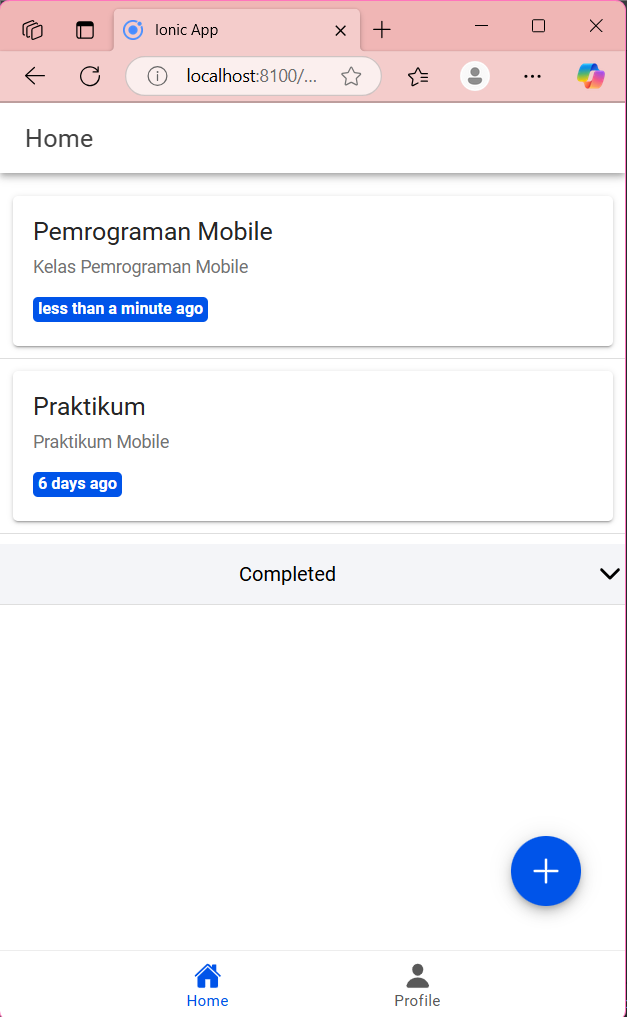 Ionic App
localhost:8100/...
Home
Pemrograman Mobile
Kelas Pemrograman Mobile
less than a minute ago
Praktikum
Praktikum Mobile
6 days ago
Completed
Home
Profile